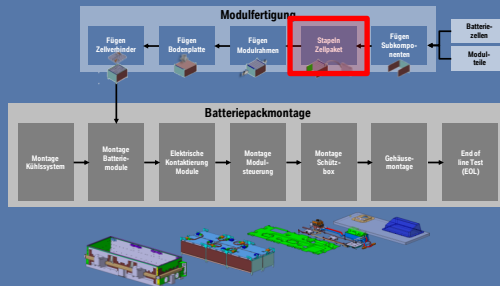 Modulfertigung
Fügen
Zellverbinder
Fügen
Bodenplatte
Fügen
Modulrahmen
Stapeln
Zellpaket
Fügen
Subkompo-
nenten
Batterie-
zellen
Modul-
teile
Batteriepackmontage
Montage
Kühlsystem
Montage
Batterie-
module
Elektrische
Kontaktierung
Module
Montage
Modul-
steuerung
Montage
Schütz-
box
Gehäuse-
montage
End of
line Test
(EOL)